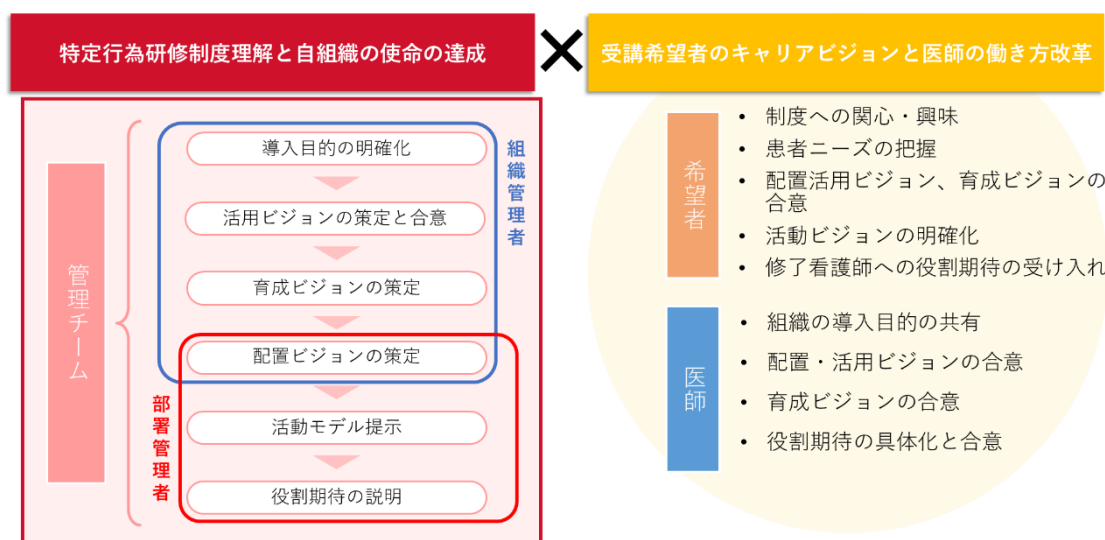 特定行為研修制度理解と自組織の使命の達成
×
受講希望者のキャリアビジョンと医師の働き方改革
管理チーム
組織管理者
部署管理者
導入目的の明確化
活用ビジョンの策定と合意
育成ビジョンの策定
配置ビジョンの策定
活動モデル提示
役割期待の説明
希望者
• 制度への関心・興味
• 患者ニーズの把握
• 配置活用ビジョン、育成ビジョンの
合意
• 活動ビジョンの明確化
• 修了看護師への役割期待の受け入れ
医師
• 組織の導入目的の共有
• 配置・活用ビジョンの合意
• 育成ビジョンの合意
• 役割期待の具体化と合意